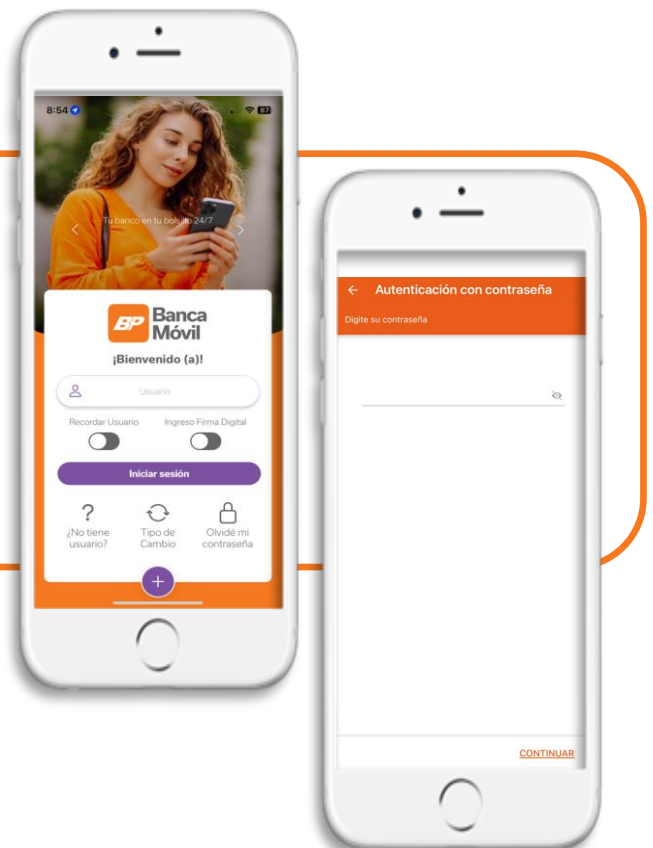 8:54
87
Tu banco en tu bolsillo 24/7
BP Banca
Móvil
¡Bienvenido (a)!
Usuario
Recordar Usuario Ingreso Firma Digital
Iniciar sesión
¿No tiene
usuario?
Tipo de
Cambio
Olvidé mi
contraseña
Autenticación con contraseña
Digite su contraseña
CONTINUAR